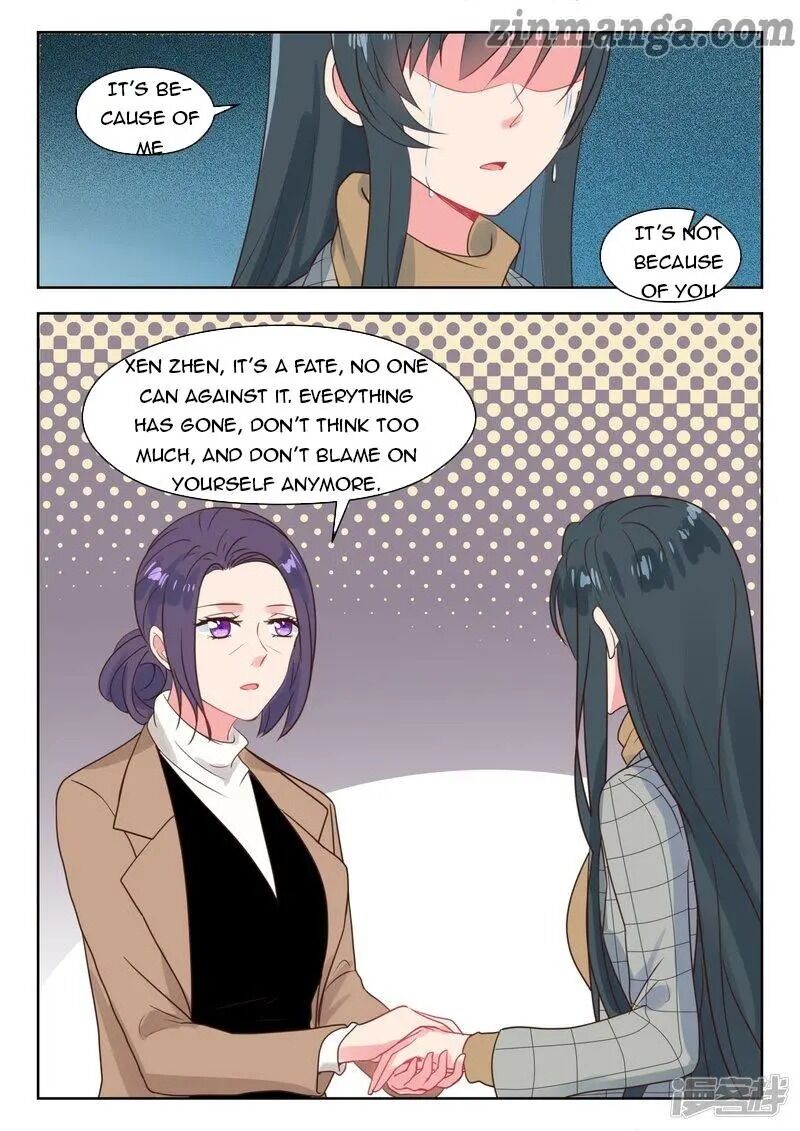 zinmanga.com
IT'S BE-
CAUSE OF
ME
IT'S NOT
BECAUSE
OF YOU
XEN ZHEN, IT'S A FATE, NO ONE
CAN AGAINST IT. EVERYTHING
HAS GONE, DON'T THINK TOO
MUCH, AND DON'T BLAME ON
YOURSELF ANYMORE.
漫客栈